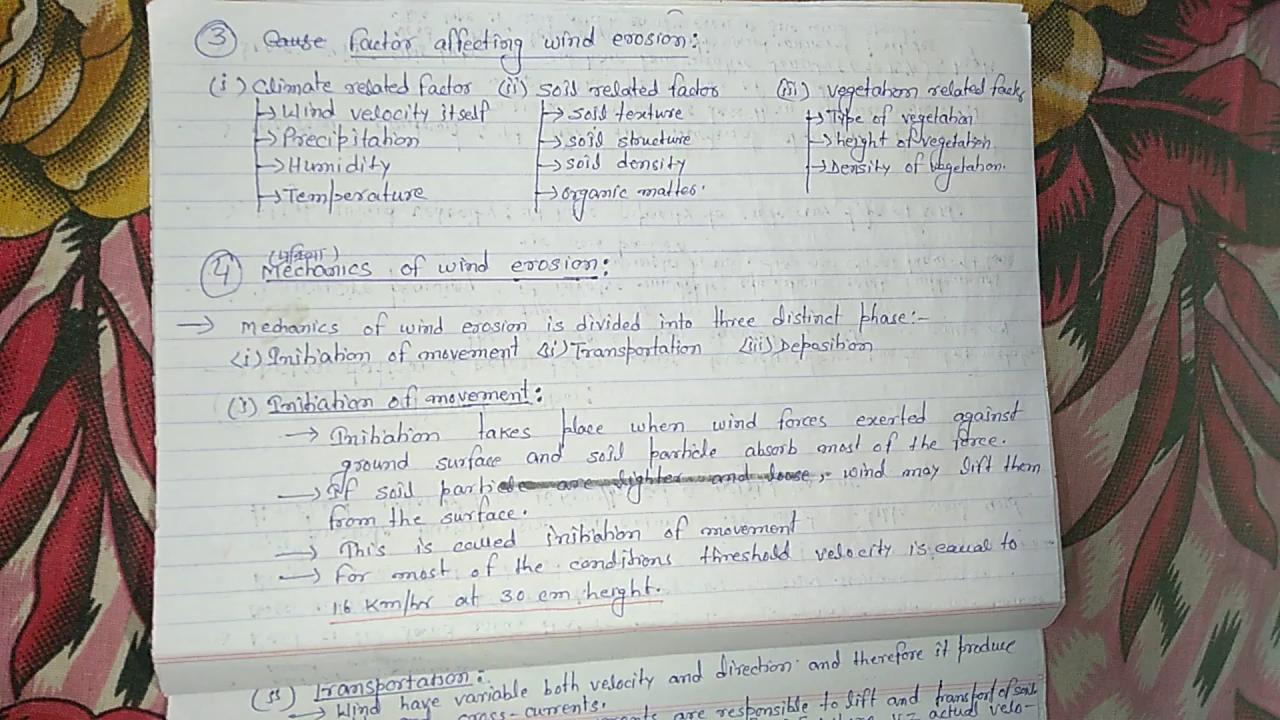 ③ Cause Factor affecting wind erosion:
(i) Climate related factor (ii) Soil related factor (iii) vegetation related facts
→ Wind velocity itself → Soil texture → Type of vegetation
→ Precipitation → soil structure → height of vegetation
→ Humidity → soil density → Density of vegetation.
→ Temperature → organic matter.
④ Mechanics of wind erosion:
→ Mechanics of wind erosion is divided into three distinct phase:-
(i) Initiation of movement (ii) Transportation (iii) Deposition
(i) Initiation of movement:
→ Initiation takes place when wind forces exerted against
ground surface and soil particle absorb most of the force.
→ If soil particle are lighter and loose, wind may lift them
from the surface.
→ This is called initiation of movement
→ For most of the conditions threshold velocity is equal to
16 Km/hr at 30 cm height.
(ii) Transportation:
→ Wind have variable both velocity and direction and therefore it produce
cross-currents.
are responsible to lift and transport of soil
actual velo-